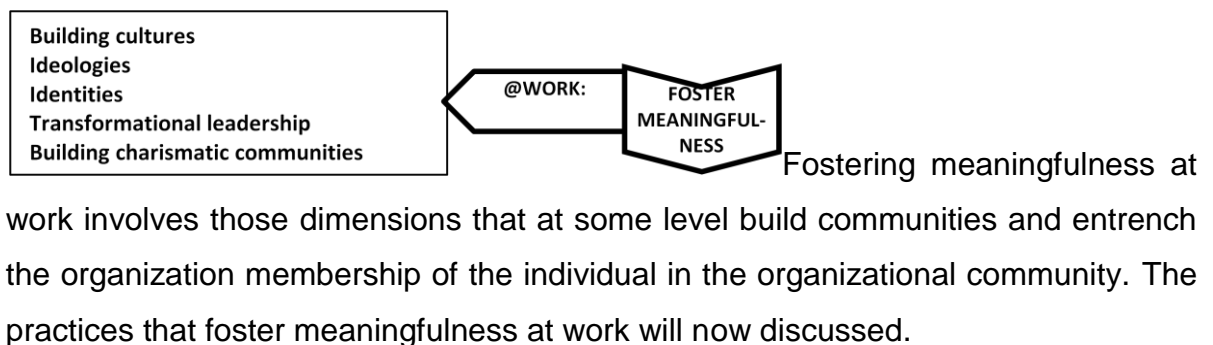 Building cultures
Ideologies
Identities
Transformational leadership
Building charismatic communities
@WORK:
FOSTER
MEANINGFUL-
NESS
Fostering meaningfulness at
work involves those dimensions that at some level build communities and entrench
the organization membership of the individual in the organizational community. The
practices that foster meaningfulness at work will now discussed.